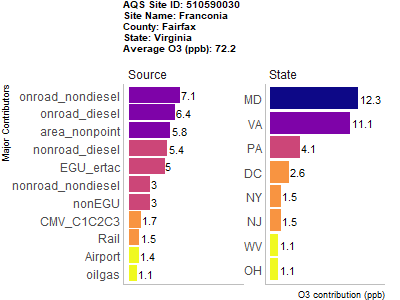 AQS Site ID: 510590030
Site Name: Franconia
County: Fairfax
State: Virginia
Average O3 (ppb): 72.2
Source
Major Contributors
onroad_nondiesel 7.1
onroad_diesel 6.4
area_nonpoint 5.8
nonroad_diesel 5.4
EGU_ertac 5
nonroad_nondiesel 3
nonEGU 3
CMV_C1C2C3 1.7
Rail 1.5
Airport 1.4
oilgas 1.1
State
MD 12.3
VA 11.1
PA 4.1
DC 2.6
NY 1.5
NJ 1.5
WV 1.1
OH 1.1
O3 contribution (ppb)